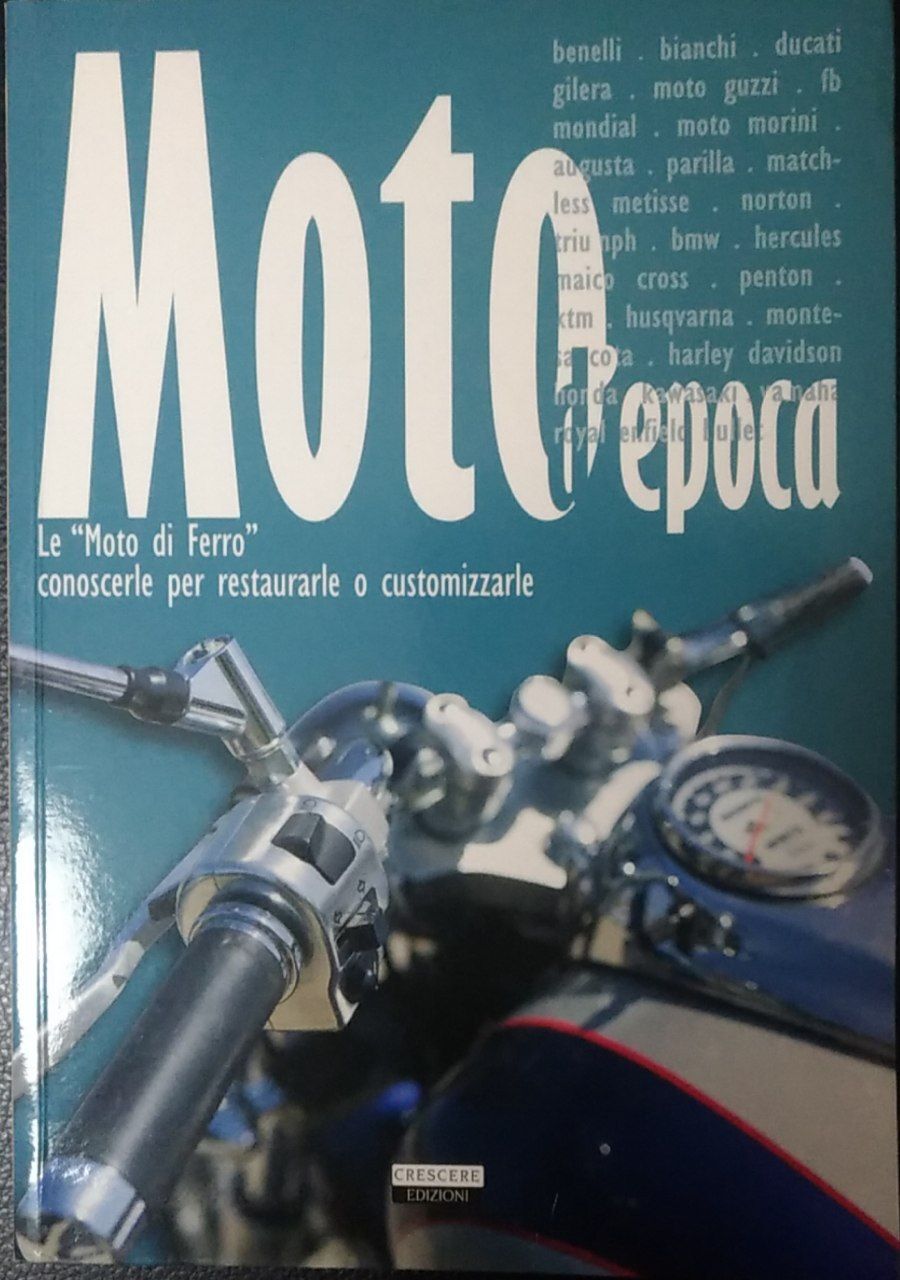 Moto d'epoca
benelli . bianchi . ducati
gilera . moto guzzi . fb
mondial . moto morini .
augusta . parilla . match-
less metisse . norton .
triumph . bmw . hercules
maico cross . penton .
ktm . husqvarna . monte-
sa cota . harley davidson
honda . kawasaki . yamaha
royal enfield bullet
Le “Moto di Ferro”
conoscerle per restaurarle o customizzarle
CRESCERE
EDIZIONI